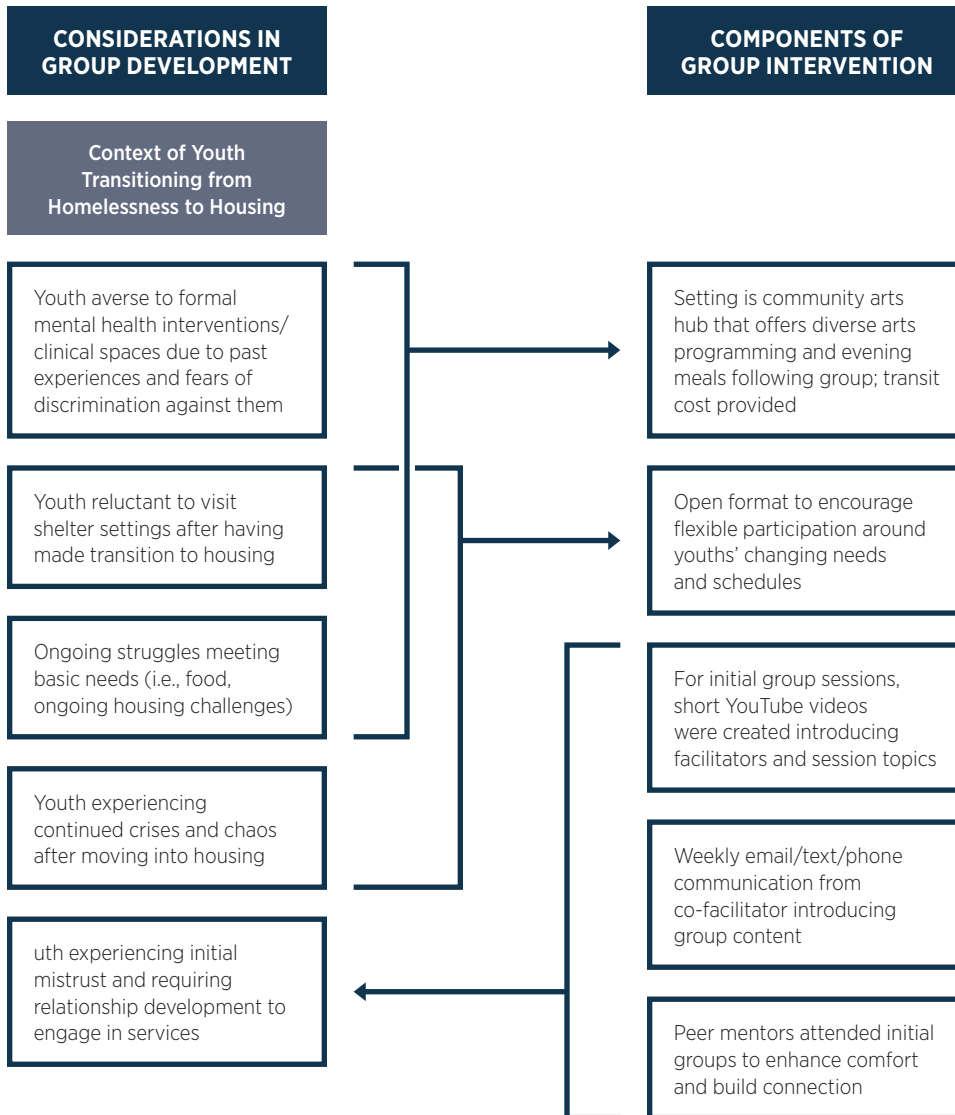 CONSIDERATIONS IN
GROUP DEVELOPMENT
Context of Youth
Transitioning from
Homelessness to Housing
Youth averse to formal
mental health interventions/
clinical spaces due to past
experiences and fears of
discrimination against them
Youth reluctant to visit
shelter settings after having
made transition to housing
Ongoing struggles meeting
basic needs (i.e., food,
ongoing housing challenges)
Youth experiencing
continued crises and chaos
after moving into housing
uth experiencing initial
mistrust and requiring
relationship development to
engage in services
COMPONENTS OF
GROUP INTERVENTION
Setting is community arts
hub that offers diverse arts
programming and evening
meals following group; transit
cost provided
Open format to encourage
flexible participation around
youths’ changing needs
and schedules
For initial group sessions,
short YouTube videos
were created introducing
facilitators and session topics
Weekly email/text/phone
communication from
co-facilitator introducing
group content
Peer mentors attended initial
groups to enhance comfort
and build connection